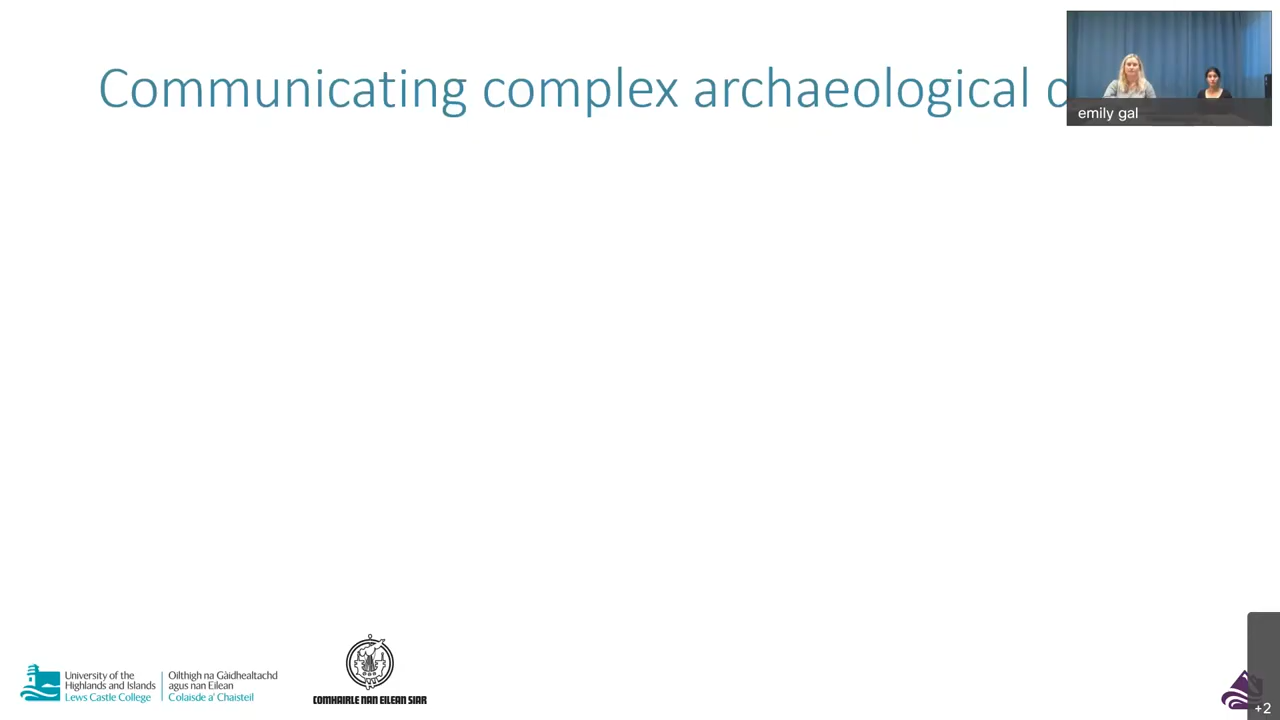 Communicating complex archaeological
emily gal
University of the
Highlands and Islands
Lews Castle College
Oilthigh na Gàidhealtachd
agus nan Eilean
Colaisde a' Chaisteil
COMHAIRLE NAN EILEAN SIAR
+2